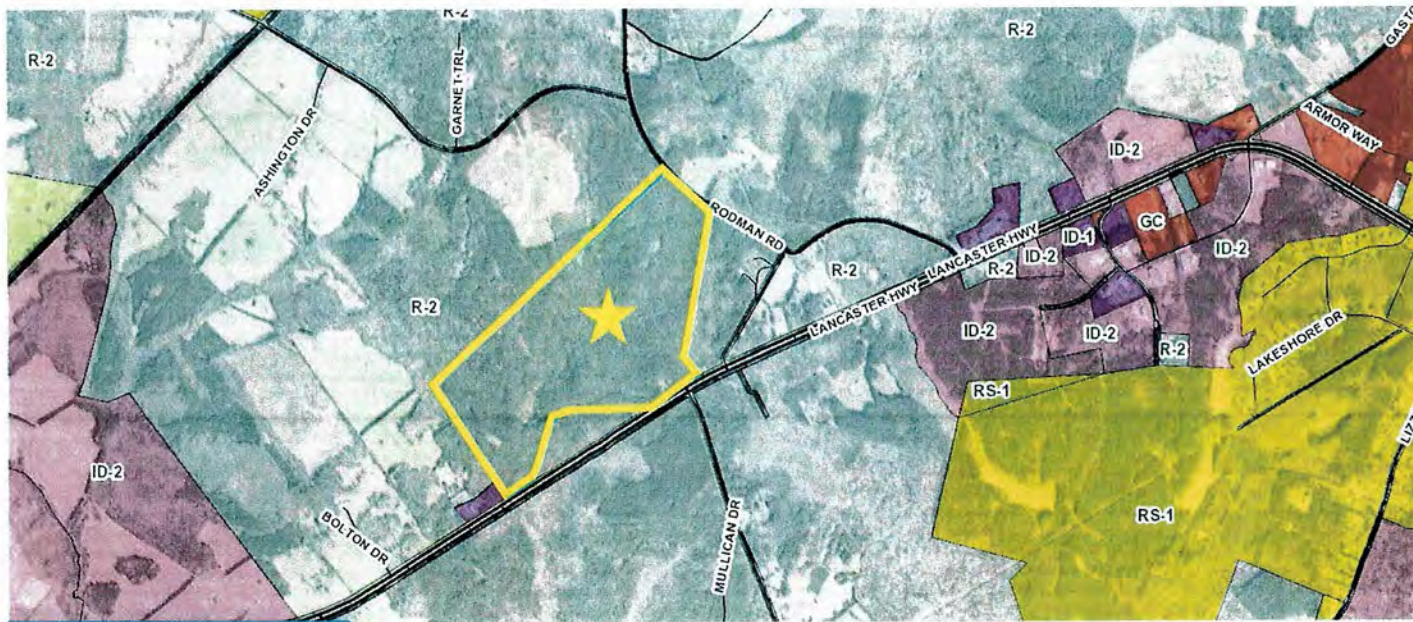 R-2
R-2
R-2
GASTO
GARNET TRL
ASHINGTON DR
ARMOR WAY
ID-2
RODMAN RD
GC
ID-1
R-2
LANCASTER HWY
R-2
ID-2
ID-2
R-2
LANCASTER HWY
ID-2
ID-2
R-2
LAKESHORE DR
RS-1
ID-2
LIZZ
BOLTON DR
MULLICAN DR
RS-1